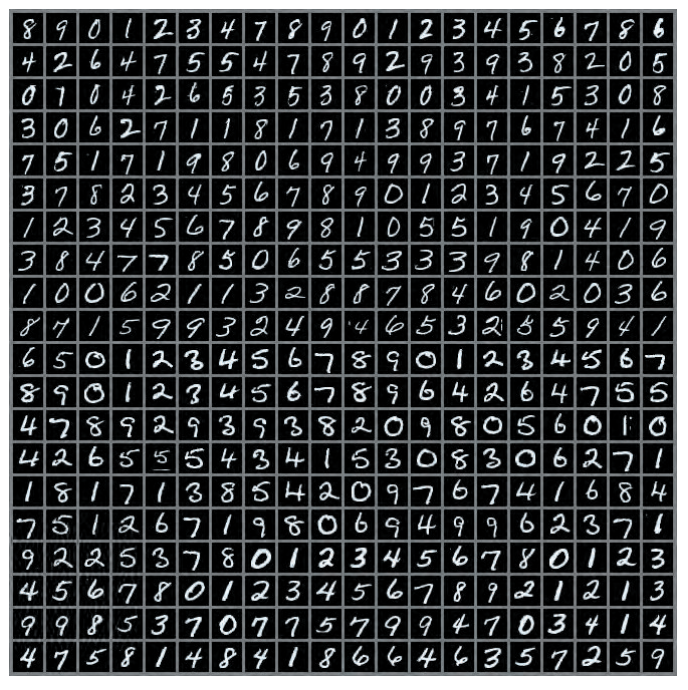 8 9 0 1 2 3 4 7 8 9 0 1 2 3 4 5 6 7 8 6
4 2 6 4 7 5 5 4 7 8 9 2 9 3 9 3 8 2 0 5
0 1 0 4 2 6 5 3 5 3 8 0 0 3 4 1 5 3 0 8
3 0 6 2 7 1 1 8 1 7 1 3 8 9 7 6 7 4 1 6
7 5 1 7 1 9 8 0 6 9 4 9 9 3 7 1 9 2 2 5
3 7 8 2 3 4 5 6 7 8 9 0 1 2 3 4 5 6 7 0
1 2 3 4 5 6 7 8 9 8 1 0 5 5 1 9 0 4 1 9
3 8 4 7 7 8 5 0 6 5 5 3 3 3 9 8 1 4 0 6
1 0 0 6 2 1 1 3 2 8 8 7 8 4 6 0 2 0 3 6
8 7 1 5 9 9 3 2 4 9 4 6 5 3 2 5 5 9 4 1
6 5 0 1 2 3 4 5 6 7 8 9 0 1 2 3 4 5 6 7
8 9 0 1 2 3 4 5 6 7 8 9 6 4 2 6 4 7 5 5
4 7 8 9 2 9 3 9 3 8 2 0 9 8 0 5 6 0 1 0
4 2 6 5 5 5 4 3 4 1 5 3 0 8 3 0 6 2 7 1
1 8 1 7 1 3 8 5 4 2 0 9 7 6 7 4 1 6 8 4
7 5 1 2 6 7 1 9 8 0 6 9 4 9 9 6 2 3 7 1
9 2 2 5 3 7 8 0 1 2 3 4 5 6 7 8 0 1 2 3
4 5 6 7 8 0 1 2 3 4 5 6 7 8 9 2 1 2 1 3
9 9 8 5 3 7 0 7 7 5 7 9 9 4 7 0 3 4 1 4
4 7 5 8 1 4 8 4 1 8 6 6 4 6 3 5 7 2 5 9